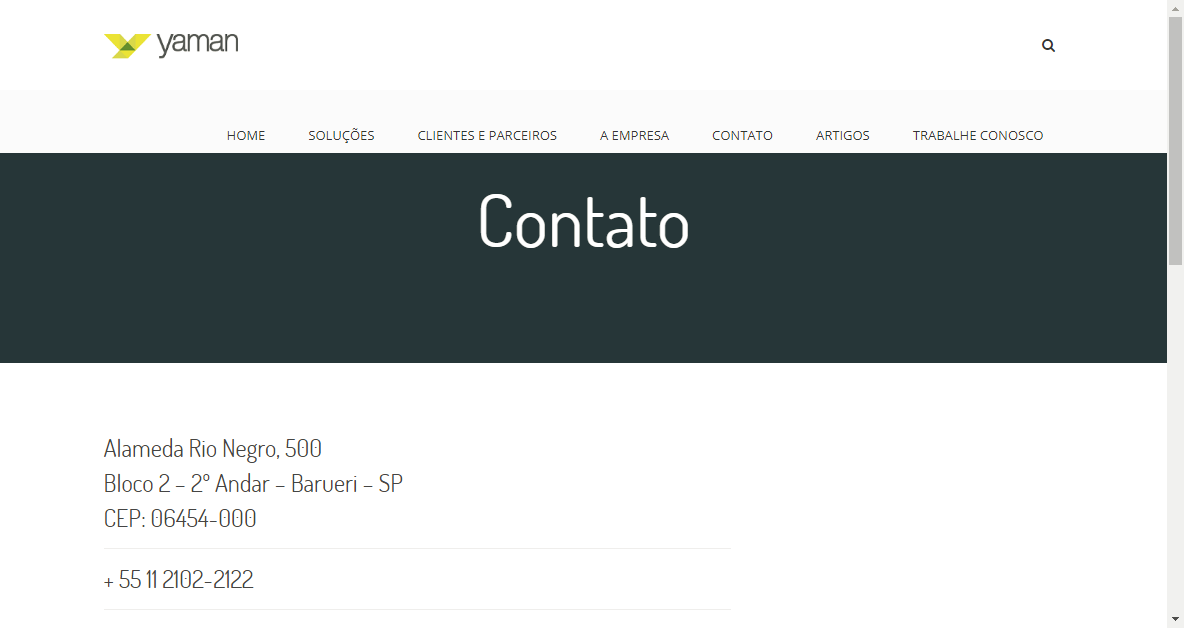 yaman
HOME SOLUÇÕES CLIENTES E PARCEIROS A EMPRESA CONTATO ARTIGOS TRABALHE CONOSCO
Contato
Alameda Rio Negro, 500
Bloco 2 – 2º Andar – Barueri – SP
CEP: 06454-000
+ 55 11 2102-2122